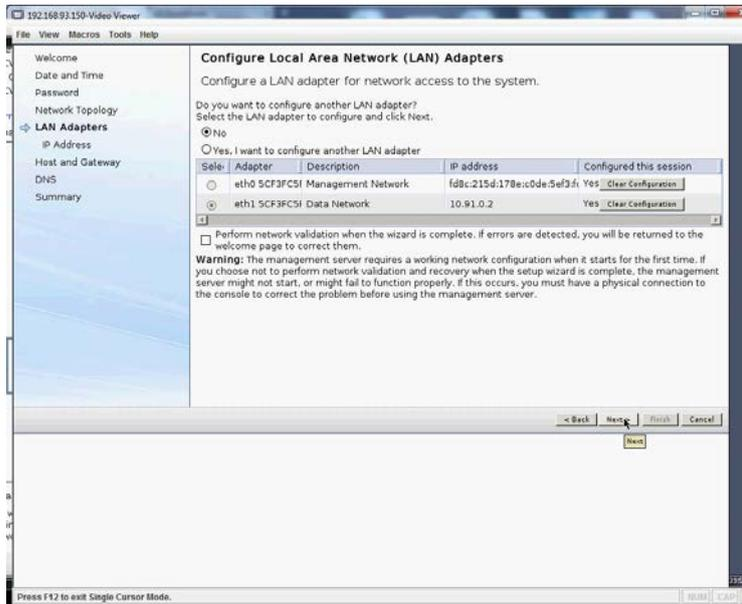 192.168.93.150-Video Viewer
File View Macros Tools Help
Welcome
Date and Time
Password
Network Topology
LAN Adapters
IP Address
Host and Gateway
DNS
Summary
Configure Local Area Network (LAN) Adapters
Configure a LAN adapter for network access to the system.
Do you want to configure another LAN adapter?
Select the LAN adapter to configure and click Next.
No
Yes, I want to configure another LAN adapter
Sele Adapter Description IP address Configured this session
eth0 5CF3FC5 Management Network fd8c:215d:178e:c0de:5ef3:f Yes Clear Configuration
eth1 5CF3FC5 Data Network 10.91.0.2 Yes Clear Configuration
Perform network validation when the wizard is complete. If errors are detected, you will be returned to the
welcome page to correct them.
Warning: The management server requires a working network configuration when it starts for the first time. If
you choose not to perform network validation and recovery when the setup wizard is complete, the management
server might not start, or might fail to function properly. If this occurs, you must have a physical connection to
the console to correct the problem before using the management server.
< Back Next > Finish Cancel
Next
Press F12 to exit Single Cursor Mode.
NUM CAP